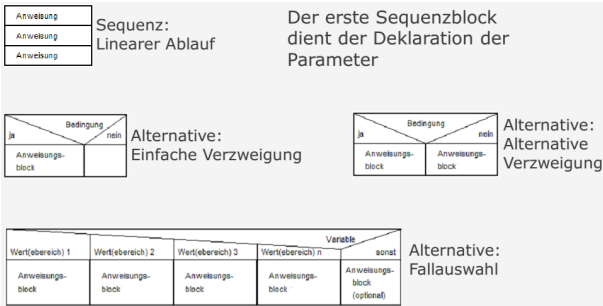 Anweisung
Anweisung
Anweisung
Sequenz:
Linearer Ablauf
Der erste Sequenzblock
dient der Deklaration der
Parameter
Bedingung
ja
nein
Anweisungs-
block
Alternative:
Einfache Verzweigung
Bedingung
ja
nein
Anweisungs-
block
Anweisungs-
block
Alternative:
Alternative
Verzweigung
Variable
Wert(ebereich) 1
Wert(ebereich) 2
Wert(ebereich) 3
Wert(ebereich) n
sonst
Anweisungs-
block
Anweisungs-
block
Anweisungs-
block
Anweisungs-
block
Anweisungs-
block
(optional)
Alternative:
Fallauswahl